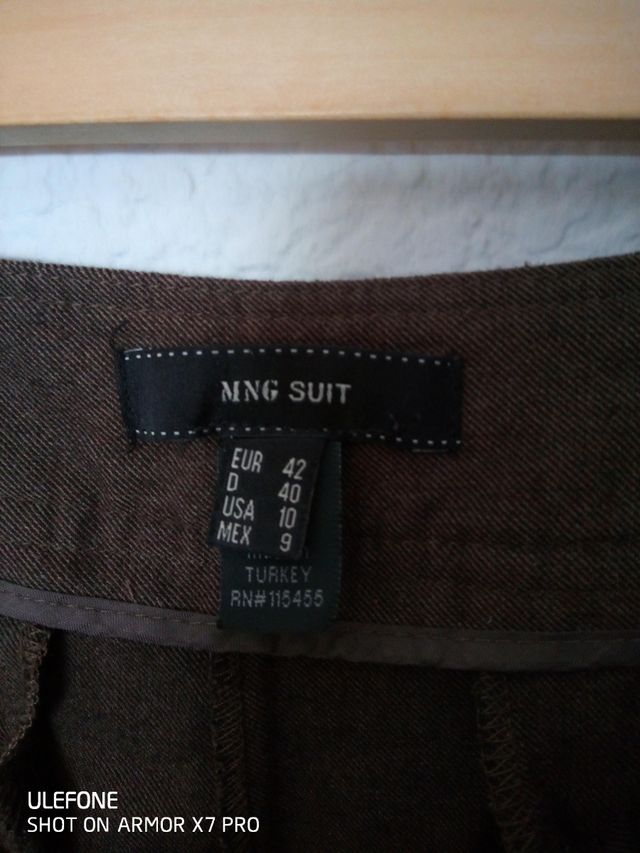 MNG SUIT
EUR 42
D 40
USA 10
MEX 9
TURKEY
RN#115455
ULEFONE
SHOT ON ARMOR X7 PRO